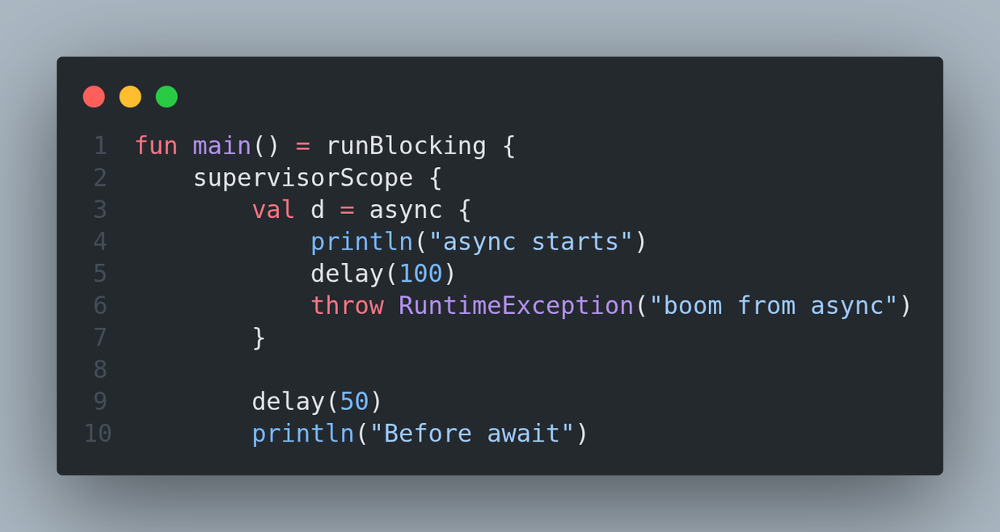 1 fun main() = runBlocking {
2     supervisorScope {
3         val d = async {
4             println("async starts")
5             delay(100)
6             throw RuntimeException("boom from async")
7         }
8
9         delay(50)
10         println("Before await")